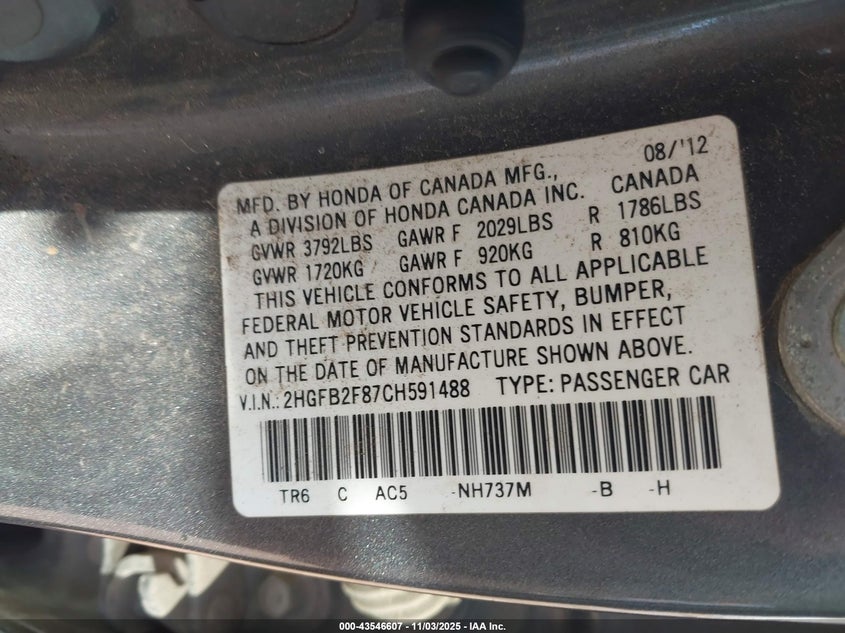 08/'12
MFD. BY HONDA OF CANADA MFG.,
A DIVISION OF HONDA CANADA INC. CANADA
GVWR 3792LBS GAWR F 2029LBS R 1786LBS
GVWR 1720KG GAWR F 920KG R 810KG
THIS VEHICLE CONFORMS TO ALL APPLICABLE
FEDERAL MOTOR VEHICLE SAFETY, BUMPER,
AND THEFT PREVENTION STANDARDS IN EFFECT
ON THE DATE OF MANUFACTURE SHOWN ABOVE.
V.I.N.: 2HGFB2F87CH591488 TYPE: PASSENGER CAR
TR6 C AC5 -NH737M -B -H
000-43546607 - 11/03/2025 - IAA Inc.